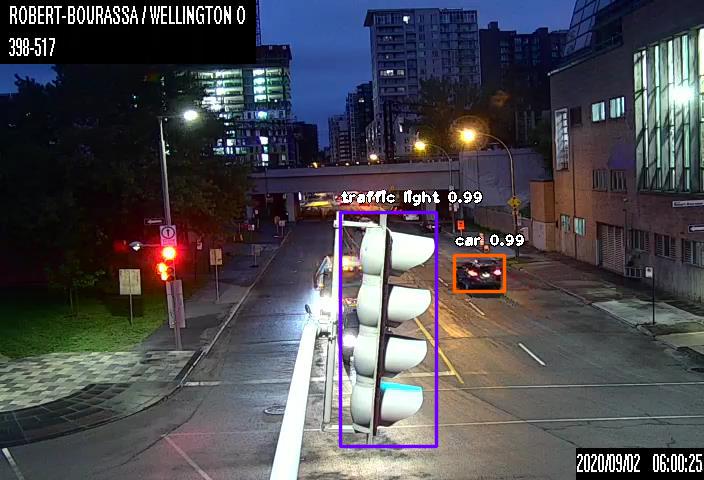 ROBERT-BOURASSA / WELLINGTON O
398-517
traffic light 0.99
car 0.99
2020/09/02 06:00:25